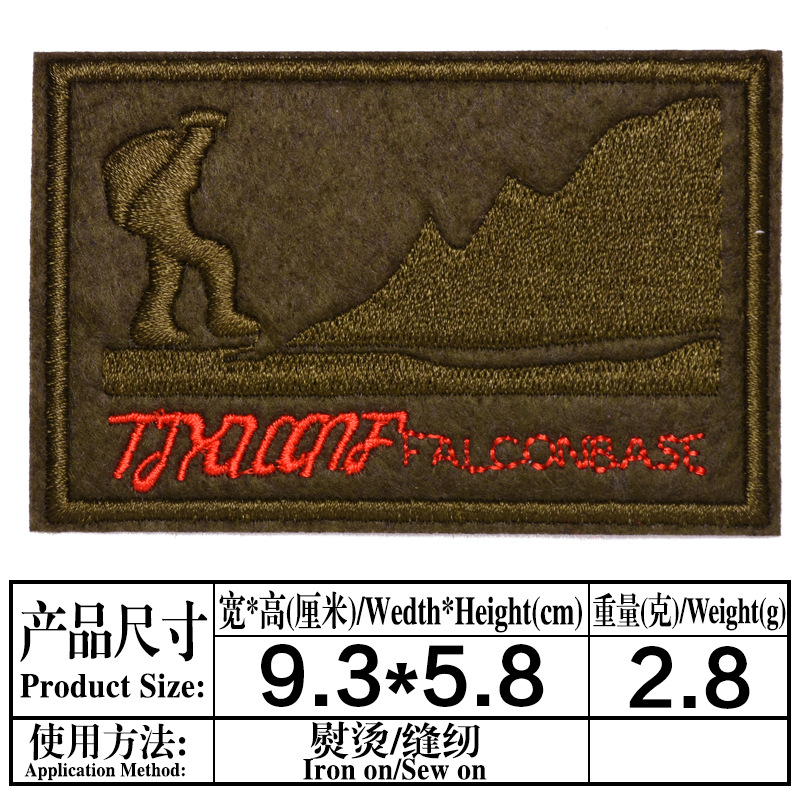 FALCONBASE
产品尺寸
Product Size:
宽*高(厘米)/Wedth*Height(cm)
重量(克)/Weight(g)
9.3*5.8
2.8
使用方法:
Application Method:
熨烫/缝纫
Iron on/Sew on